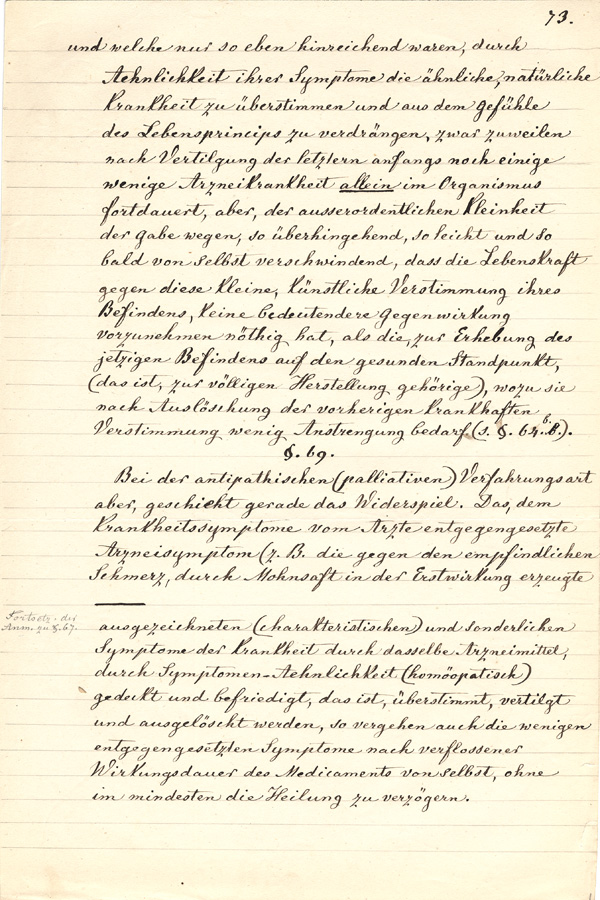 73.
und welche nur so eben hinreichend waren, durch
Aehnlichkeit ihrer Symptome die ähnliche, natürliche
Krankheit zu überstimmen und aus dem Gefühle
des Lebensprincips zu verdrängen, zwar zuweilen
nach Vertilgung der letztern anfangs noch einige
wenige Arzneikrankheit allein im Organismus
fortdauert, aber, der ausserordentlichen Kleinheit
der Gabe wegen, so überhingehend, so leicht und so
bald von selbst verschwindend, dass die Lebenskraft
gegen diese kleine, künstliche Verstimmung ihres
Befindens, keine bedeutendere Gegenwirkung
vorzunehmen nöthig hat, als die, zur Erhebung des
jetzigen Befindens auf den gesunden Standpunkt,
(das ist, zur völligen Herstellung gehörige), wozu sie
nach Auslöschung der vorherigen krankhaften
Verstimmung wenig Anstrengung bedarf (s. §. 64. B.).
§. 69.
Bei der antipathischen (palliativen) Verfahrungsart
aber, geschieht gerade das Widerspiel. Das, dem
Krankheitssymptome vom Arzte entgegengesetzte
Arzneisymptom (z. B. die gegen den empfindlichen
Schmerz, durch Mohnsaft in der Erstwirkung erzeugte
Fortsetz. der
Anm. zu §. 67.
ausgezeichneten (charakteristischen) und sonderlichen
Symptome der Krankheit durch dasselbe Arzneimittel,
durch Symptomen-Aehnlichkeit (homöopatisch)
gedeckt und befriedigt, das ist, überstimmt, vertilgt
und ausgelöscht werden, so vergehen auch die wenigen
entgegengesetzten Symptome nach verflossener
Wirkungsdauer des Medicaments von selbst, ohne
im mindesten die Heilung zu verzögern.